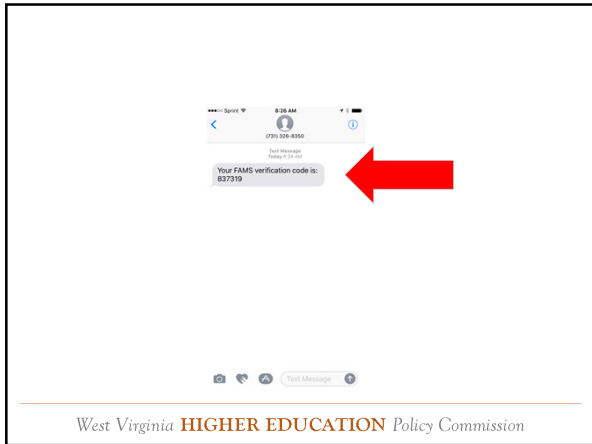 Sprint 8:26 AM
(731) 326-8350
Text Message
Today 8:24 AM
Your FAMS verification code is:
837319
Text Message
West Virginia HIGHER EDUCATION Policy Commission